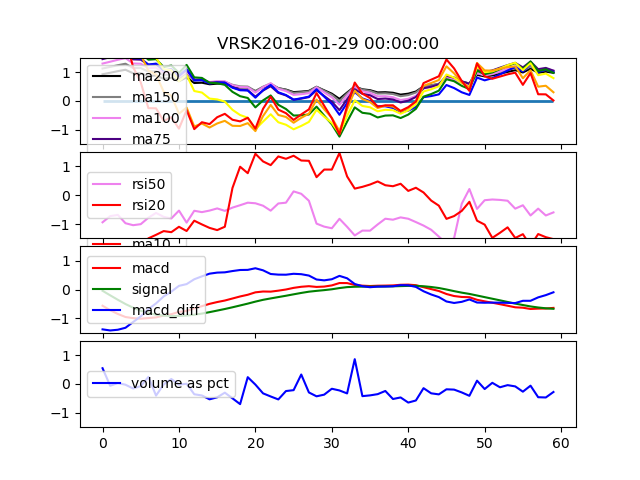 VRSK2016-01-29 00:00:00
1
0
−1
ma200
ma150
ma100
ma75
1
0
−1
rsi50
rsi20
ma10
1
0
−1
macd
signal
macd_diff
1
0
−1
volume as pct
0 10 20 30 40 50 60